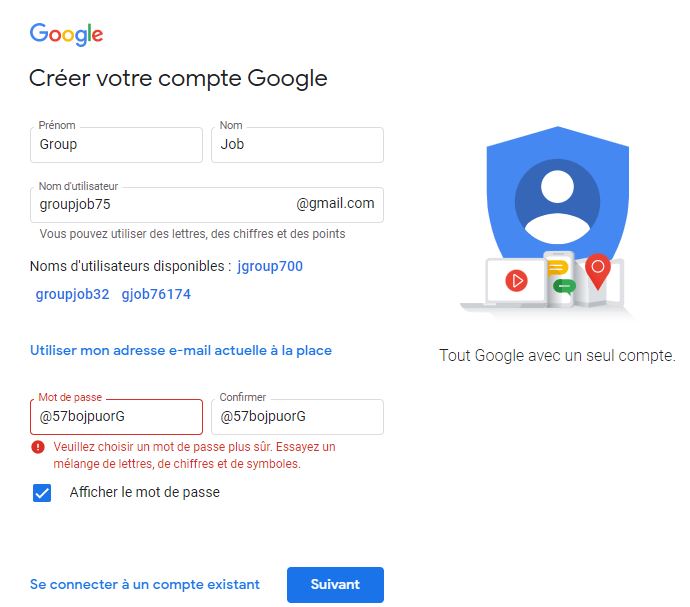 Google
Créer votre compte Google
Prénom
Nom
Group
Job
Nom d'utilisateur
groupjob75
@gmail.com
Vous pouvez utiliser des lettres, des chiffres et des points
Noms d'utilisateurs disponibles : jgroup700
groupjob32 gjob76174
Utiliser mon adresse e-mail actuelle à la place
Tout Google avec un seul compte.
Mot de passe
Confirmer
@57bojpuorG
@57bojpuorG
Veuillez choisir un mot de passe plus sûr. Essayez un
mélange de lettres, de chiffres et de symboles.
Afficher le mot de passe
Se connecter à un compte existant
Suivant